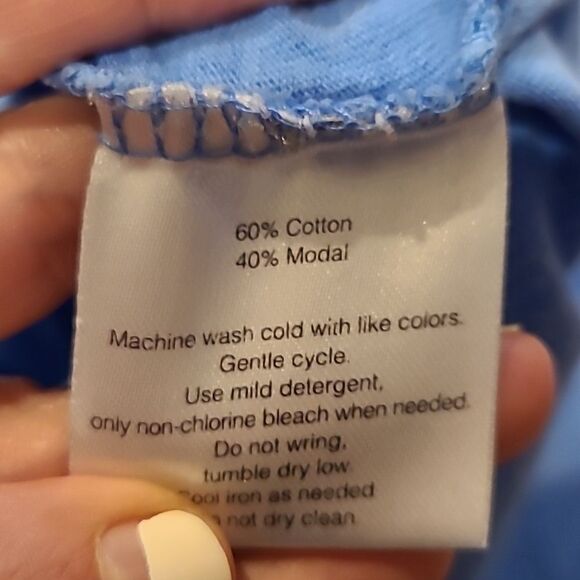 60% Cotton
40% Modal
Machine wash cold with like colors.
Gentle cycle.
Use mild detergent,
only non-chlorine bleach when needed.
Do not wring,
tumble dry low
Cool iron as needed
not dry clean